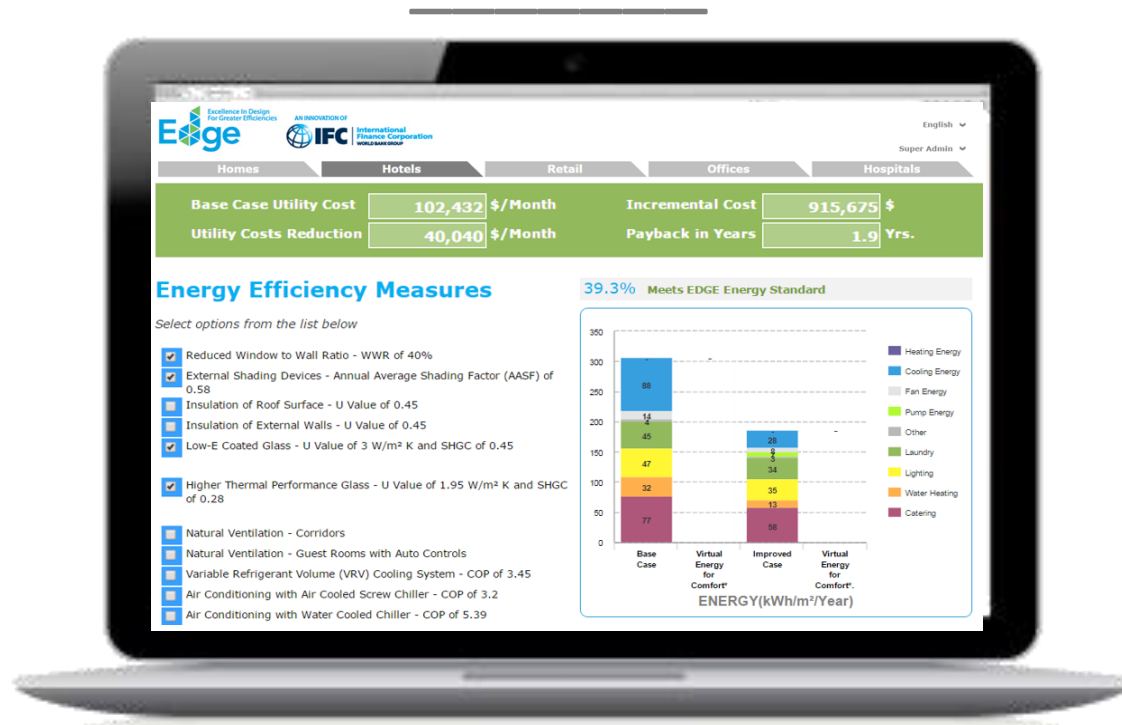 Excellence in Design
For Greater Efficiencies
Edge
AN INNOVATION OF
IFC
International
Finance Corporation
WORLD BANK GROUP
English
Super Admin
Homes
Hotels
Retail
Offices
Hospitals
Base Case Utility Cost 102,432 $/Month
Incremental Cost 915,675 $
Utility Costs Reduction 40,040 $/Month
Payback in Years 1.9 Yrs.
Energy Efficiency Measures
Select options from the list below
Reduced Window to Wall Ratio - WWR of 40%
External Shading Devices - Annual Average Shading Factor (AASF) of
0.58
Insulation of Roof Surface - U Value of 0.45
Insulation of External Walls - U Value of 0.45
Low-E Coated Glass - U Value of 3 W/m² K and SHGC of 0.45
Higher Thermal Performance Glass - U Value of 1.95 W/m² K and SHGC
of 0.28
Natural Ventilation - Corridors
Natural Ventilation - Guest Rooms with Auto Controls
Variable Refrigerant Volume (VRV) Cooling System - COP of 3.45
Air Conditioning with Air Cooled Screw Chiller - COP of 3.2
Air Conditioning with Water Cooled Chiller - COP of 5.39
39.3% Meets EDGE Energy Standard
350
300
250
200
150
100
50
0
88
14
4
45
47
32
77
28
8
34
35
13
58
Base
Case
Virtual
Energy
for
Comfort*
Improved
Case
Virtual
Energy
for
Comfort*.
ENERGY(kWh/m²/Year)
Heating Energy
Cooling Energy
Fan Energy
Pump Energy
Other
Laundry
Lighting
Water Heating
Catering